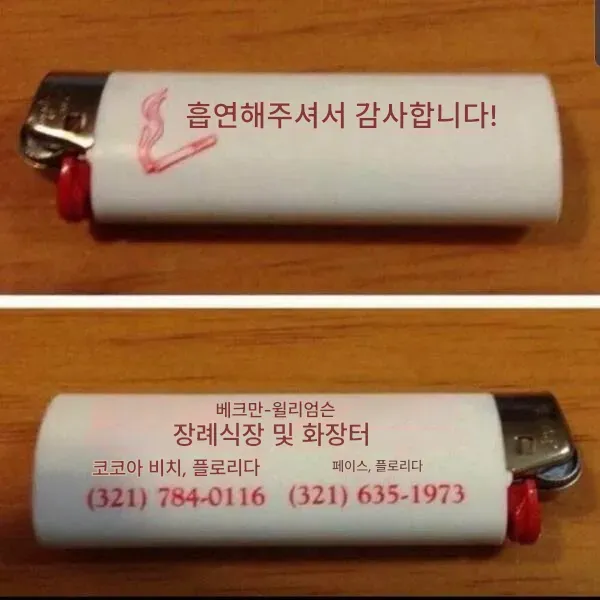 흡연해주셔서 감사합니다!
베크만-윌리엄슨
장례식장 및 화장터
코코아 비치, 플로리다
페이스, 플로리다
(321) 784-0116 (321) 635-1973